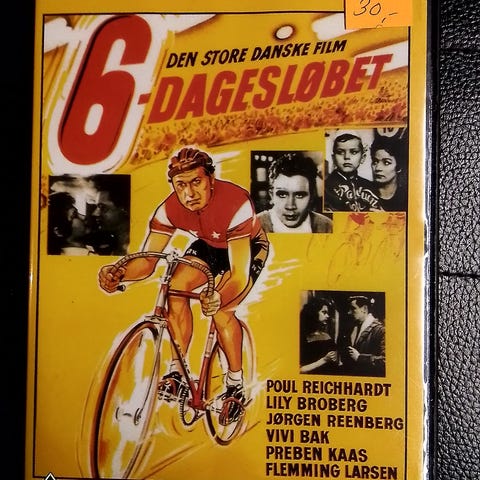 30,-
DEN STORE DANSKE FILM
6-DAGESLØBET
POUL REICHHARDT
LILY BROBERG
JØRGEN REENBERG
VIVI BAK
PREBEN KAAS
FLEMMING LARSEN